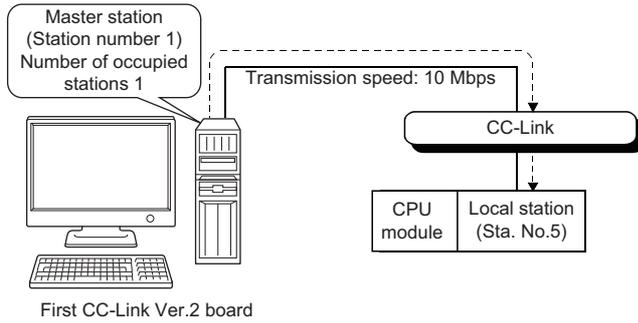 Master station
(Station number 1)
Number of occupied
stations 1
Transmission speed: 10 Mbps
CC-Link
CPU
module
Local station
(Sta. No.5)
First CC-Link Ver.2 board